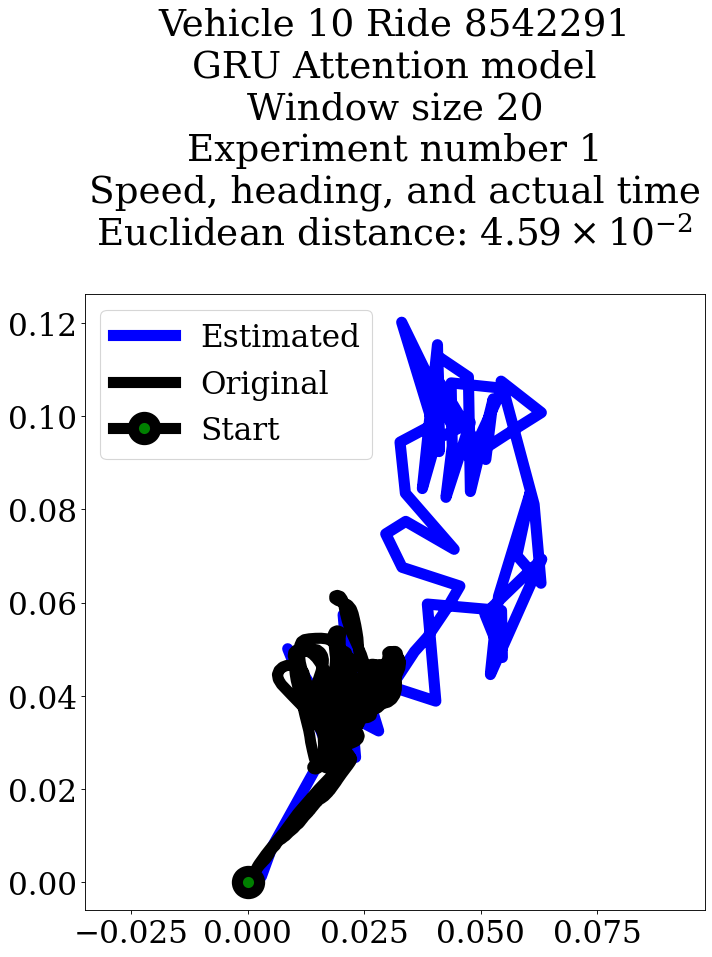 Vehicle 10 Ride 8542291
GRU Attention model
Window size 20
Experiment number 1
Speed, heading, and actual time
Euclidean distance: 4.59 × 10⁻²
Estimated
Original
Start
0.12
0.10
0.08
0.06
0.04
0.02
0.00
−0.025 0.000 0.025 0.050 0.075